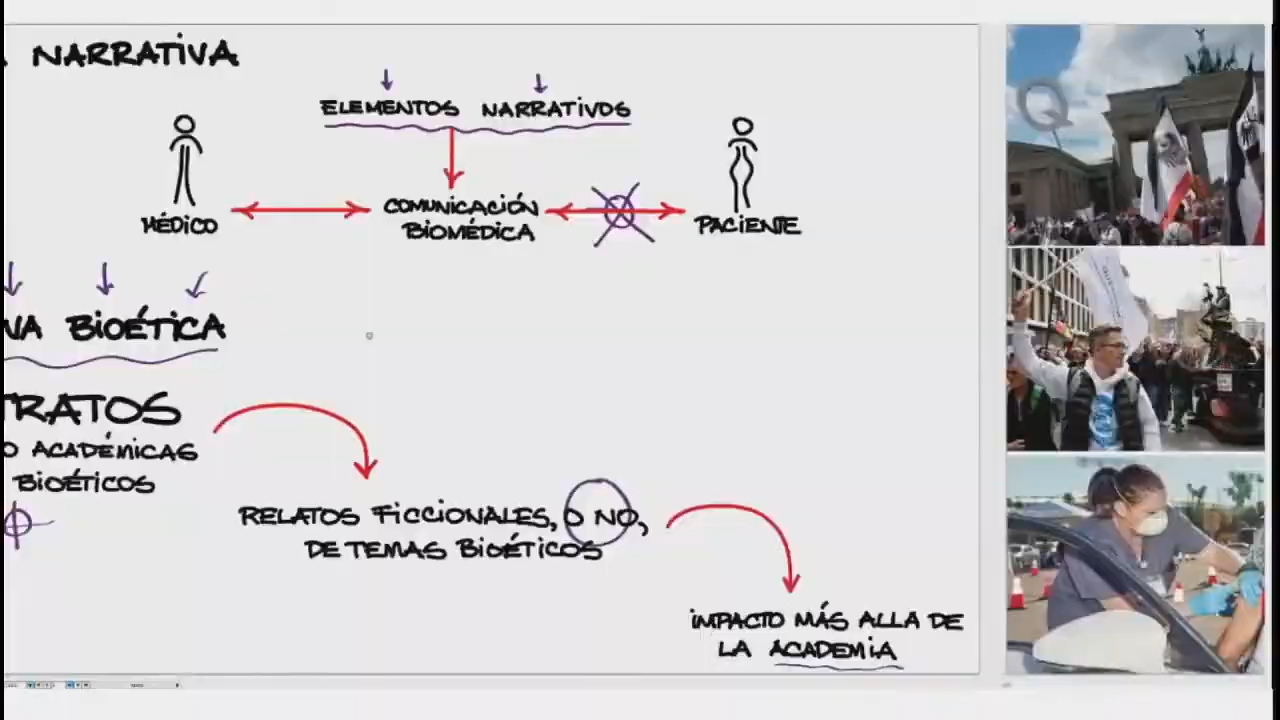 NARRATIVA
ELEMENTOS NARRATIVOS
MÉDICO
COMUNICACIÓN
BIOMÉDICA
PACIENTE
VA BIOÉTICA
TRATOS
O ACADÉMICAS
BIOÉTICOS
RELATOS FICCIONALES, O NO,
DE TEMAS BIOÉTICOS
IMPACTO MÁS ALLA DE
LA ACADEMIA
Q